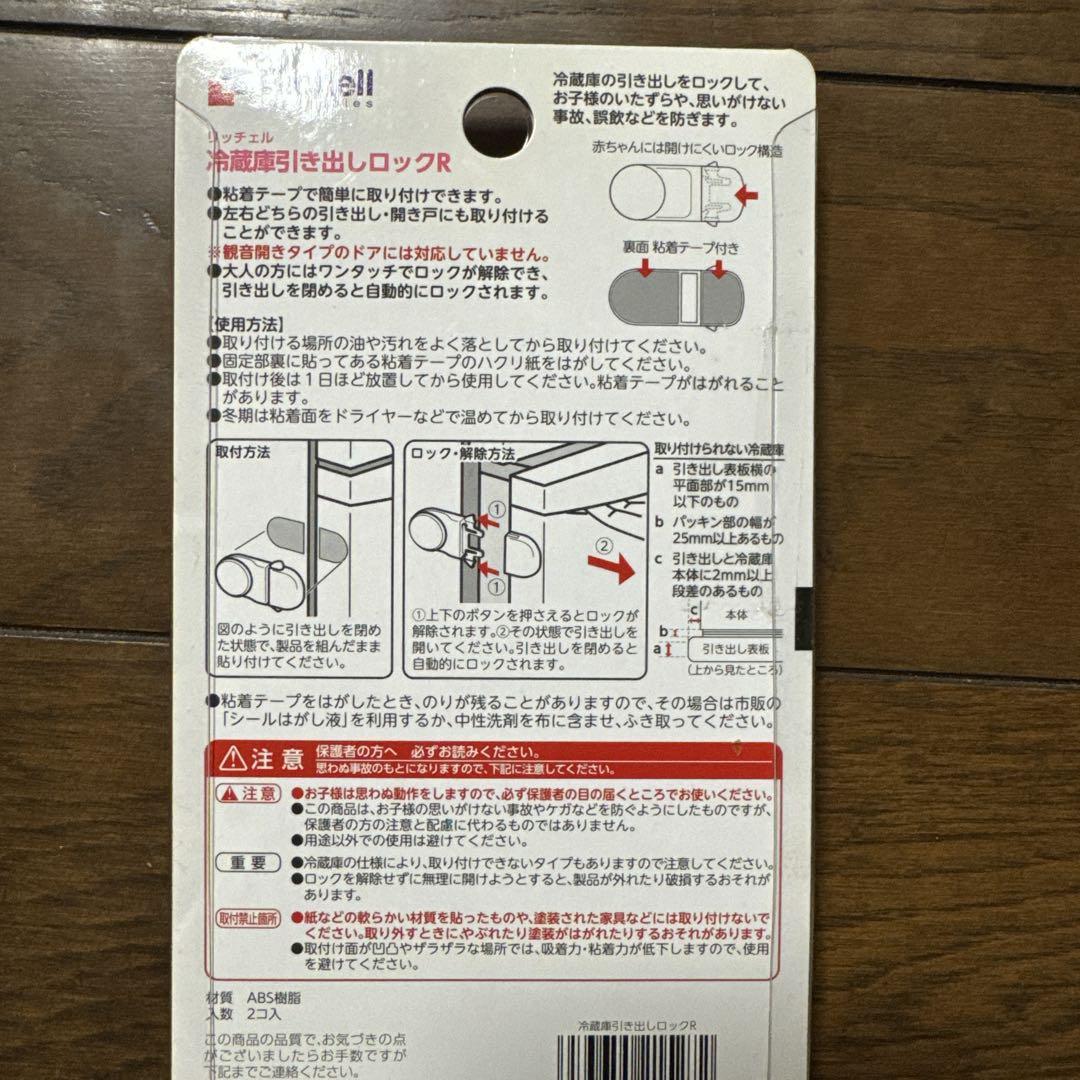 ell
les
冷蔵庫の引き出しをロックして、
お子様のいたずらや、思いがけない
事故、誤飲などを防ぎます。
リッチェル
冷蔵庫引き出しロックR
赤ちゃんには開けにくいロック構造
●粘着テープで簡単に取り付けできます。
●左右どちらの引き出し・開き戸にも取り付ける
ことができます。
※観音開きタイプのドアには対応していません。
●大人の方にはワンタッチでロックが解除でき、
引き出しを閉めると自動的にロックされます。
裏面 粘着テープ付き
【使用方法】
●取り付ける場所の油や汚れをよく落としてから取り付けてください。
●固定部裏に貼ってある粘着テープのハクリ紙をはがしてください。
●取付け後は1日ほど放置してから使用してください。粘着テープがはがれること
があります。
●冬期は粘着面をドライヤーなどで温めてから取り付けてください。
取付方法
図のように引き出しを閉め
た状態で、製品を組んだまま
貼り付けてください。
ロック・解除方法
①
①
②
①上下のボタンを押さえるとロックが
解除されます。②その状態で引き出しを
開いてください。引き出しを閉めると
自動的にロックされます。
取り付けられない冷蔵庫
a 引き出し表板横の
平面部が15mm
以下のもの
b パッキン部の幅が
25mm以上あるもの
c 引き出しと冷蔵庫
本体に2mm以上
段差のあるもの
c
本体
b
a
引き出し表板
(上から見たところ)
●粘着テープをはがしたとき、のりが残ることがありますので、その場合は市販の
「シールはがし液」を利用するか、中性洗剤を布に含ませ、ふき取ってください。
注意 保護者の方へ 必ずお読みください。
思わぬ事故のもとになりますので、下記に注意してください。
注意
●お子様は思わぬ動作をしますので、必ず保護者の目の届くところでお使いください。
●この商品は、お子様の思いがけない事故やケガなどを防ぐようにしたものですが、
保護者の方の注意と配慮に代わるものではありません。
●用途以外での使用は避けてください。
重要
●冷蔵庫の仕様により、取り付けできないタイプもありますので注意してください。
●ロックを解除せずに無理に開けようとすると、製品が外れたり破損するおそれが
あります。
取付禁止箇所
●紙などの軟らかい材質を貼ったものや、塗装された家具などには取り付けないで
ください。取り外すときに、やぶれたり塗装がはがれたりするおそれがあります。
●取付け面が凹凸やザラザラな場所では、吸着力・粘着力が低下しますので、使用
を避けてください。
材質 ABS樹脂
入数 2コ入
この商品の品質で、お気づきの点
がございましたらお手数ですが
下記までご連絡ください。
冷蔵庫引き出しロックR